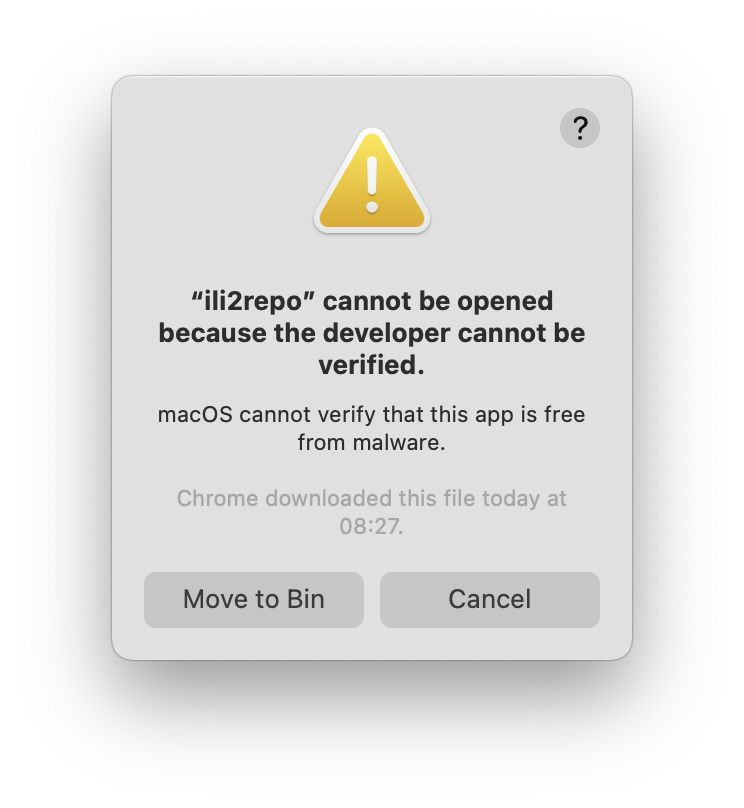 ?
“ili2repo” cannot be opened
because the developer cannot be
verified.
macOS cannot verify that this app is free
from malware.
Chrome downloaded this file today at
08:27.
Move to Bin
Cancel